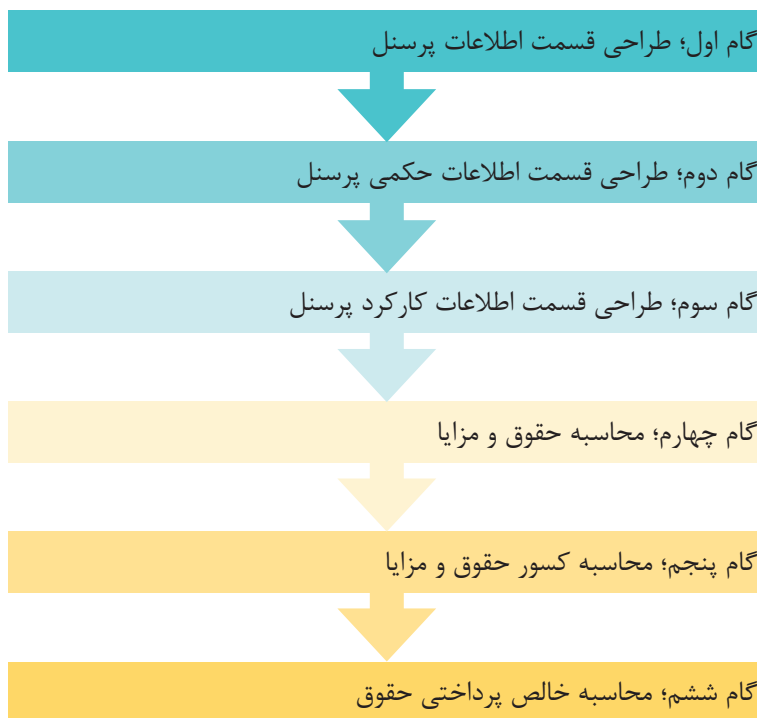 گام اول؛ طراحی قسمت اطلاعات پرسنل
گام دوم؛ طراحی قسمت اطلاعات حکمی پرسنل
گام سوم؛ طراحی قسمت اطلاعات کارکرد پرسنل
گام چهارم؛ محاسبه حقوق و مزایا
گام پنجم؛ محاسبه کسور حقوق و مزایا
گام ششم؛ محاسبه خالص پرداختی حقوق